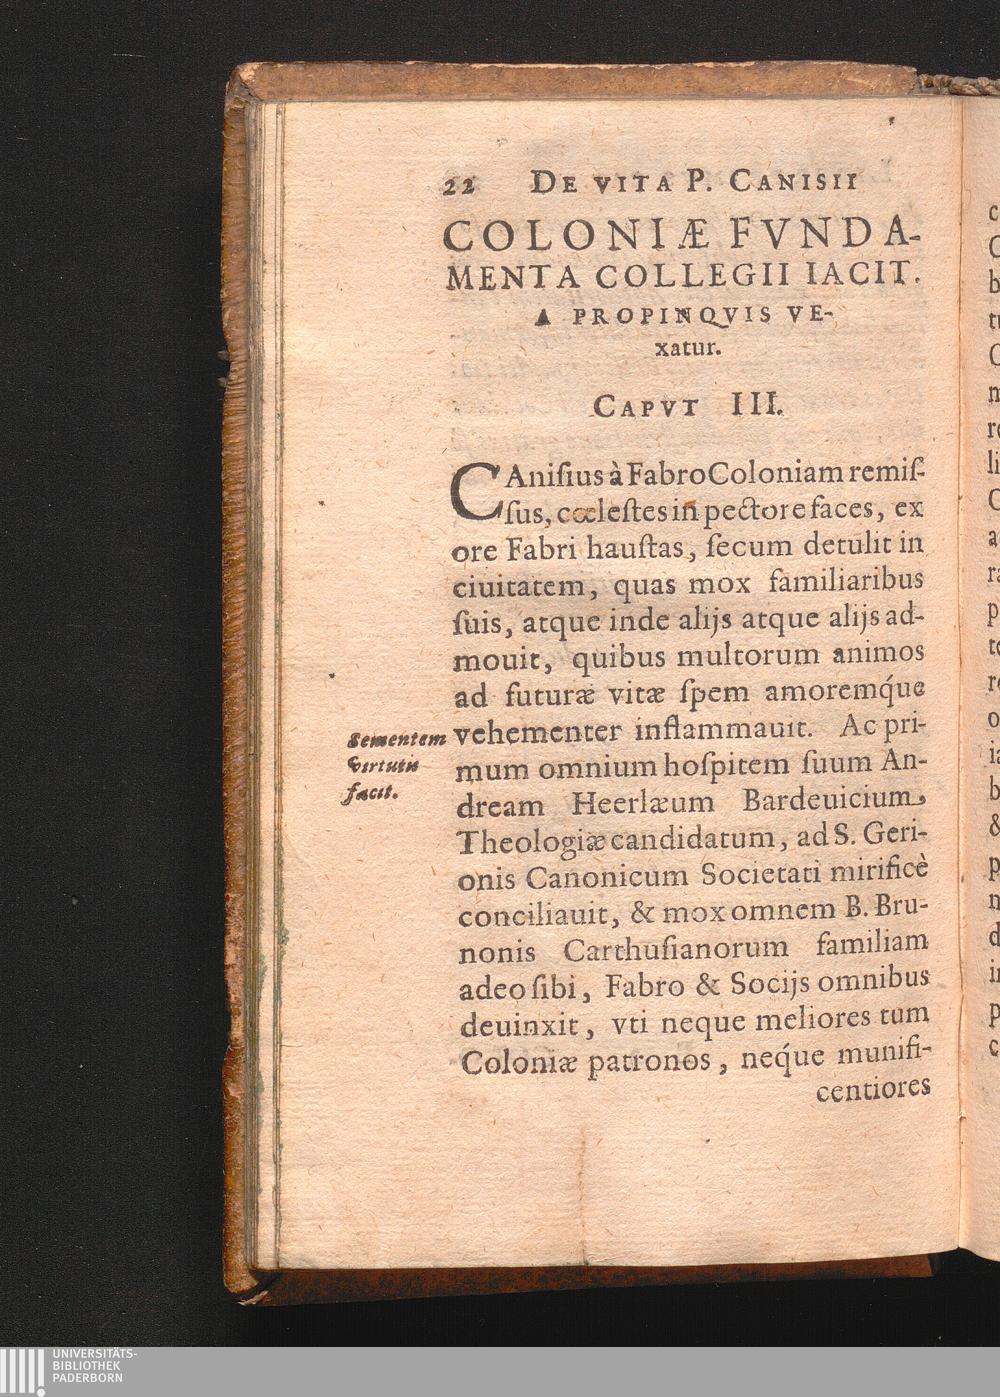 22 DE VITA P. CANISII
COLONIÆ FVNDA-
MENTA COLLEGII IACIT.
A PROPINQVIS VE-
xatur.
CAPVT III.
CAniſius à Fabro Coloniam remiſ-
ſus, cœleſtes in pectore faces, ex
ore Fabri hauſtas, ſecum detulit in
ciuitatem, quas mox familiaribus
ſuis, atque inde alijs atque alijs ad-
mouit, quibus multorum animos
ad futuræ vitæ ſpem amoremq́ue
vehementer inflammauit. Ac pri-
mum omnium hoſpitem ſuum An-
dream Heerlæum Bardeuicium,
Theologiæ candidatum, ad S. Geri-
onis Canonicum Societati mirificè
conciliauit, & mox omnem B. Bru-
nonis Carthuſianorum familiam
adeo ſibi, Fabro & Socijs omnibus
deuinxit, vti neque meliores tum
Coloniæ patronos, neq́ue munifi-
centiores
Sementem
virtutis
facit.
UNIVERSITÄTS-
BIBLIOTHEK
PADERBORN